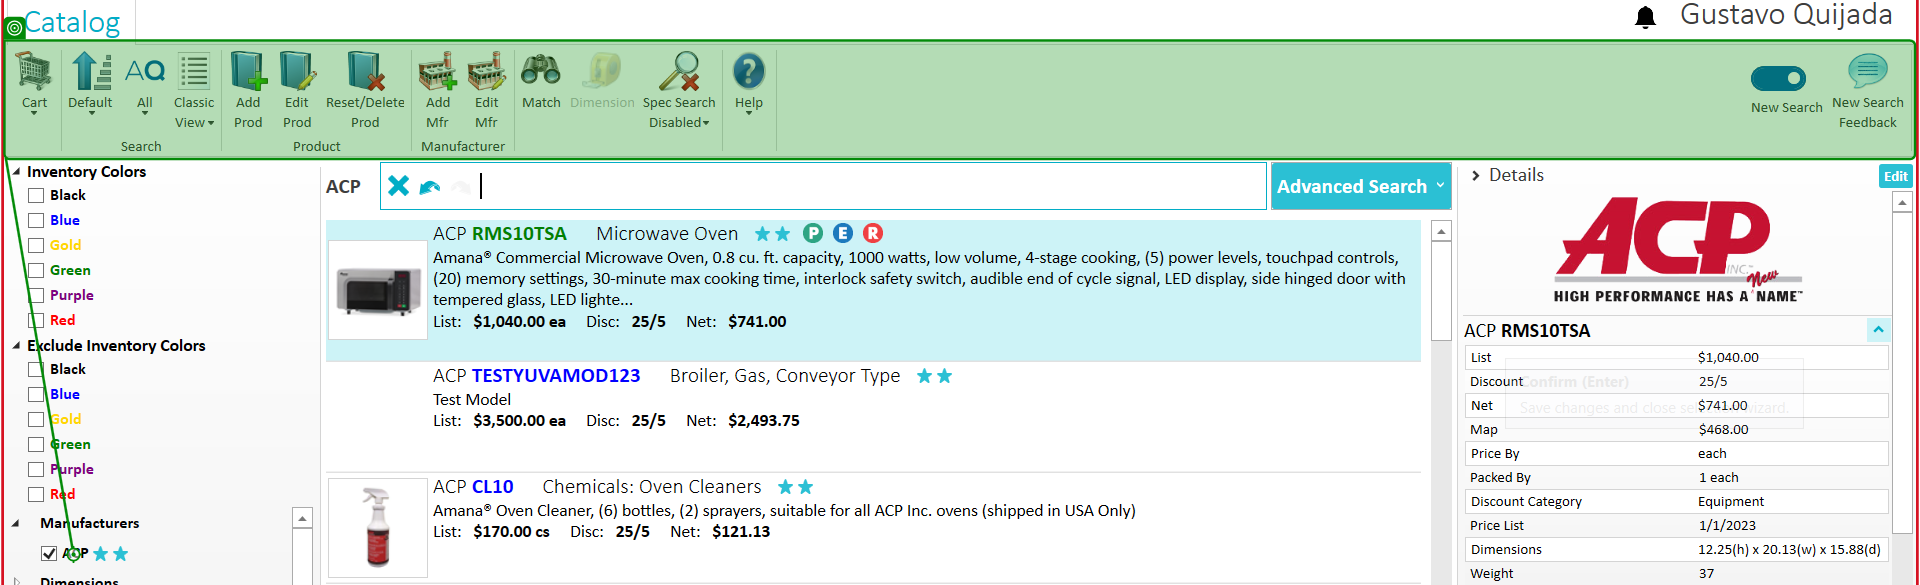 Catalog
Gustavo Quijada
Cart
Default
All
Classic
View
Search
Add
Prod
Edit
Prod
Reset/Delete
Prod
Product
Add
Mfr
Edit
Mfr
Manufacturer
Match
Dimension
Spec Search
Disabled
Help
New Search
New Search
Feedback
Inventory Colors
Black
Blue
Gold
Green
Purple
Red
Exclude Inventory Colors
Black
Blue
Gold
Green
Purple
Red
Manufacturers
ACP
Dimensions
ACP
Advanced Search
ACP RMS10TSA Microwave Oven P E R
Amana® Commercial Microwave Oven, 0.8 cu. ft. capacity, 1000 watts, low volume, 4-stage cooking, (5) power levels, touchpad controls,
(20) memory settings, 30-minute max cooking time, interlock safety switch, audible end of cycle signal, LED display, side hinged door with
tempered glass, LED lighte...
List: $1,040.00 ea Disc: 25/5 Net: $741.00
ACP TESTYUVAMOD123 Broiler, Gas, Conveyor Type
Test Model
List: $3,500.00 ea Disc: 25/5 Net: $2,493.75
ACP CL10 Chemicals: Oven Cleaners
Amana® Oven Cleaner, (6) bottles, (2) sprayers, suitable for all ACP Inc. ovens (shipped in USA Only)
List: $170.00 cs Disc: 25/5 Net: $121.13
Details
Edit
ACP
INC.
New
HIGH PERFORMANCE HAS A NAME™
ACP RMS10TSA
List $1,040.00
Discount 25/5
Confirm (Enter)
Net $741.00
Save changes and close wizard.
Map $468.00
Price By each
Packed By 1 each
Discount Category Equipment
Price List 1/1/2023
Dimensions 12.25(h) x 20.13(w) x 15.88(d)
Weight 37